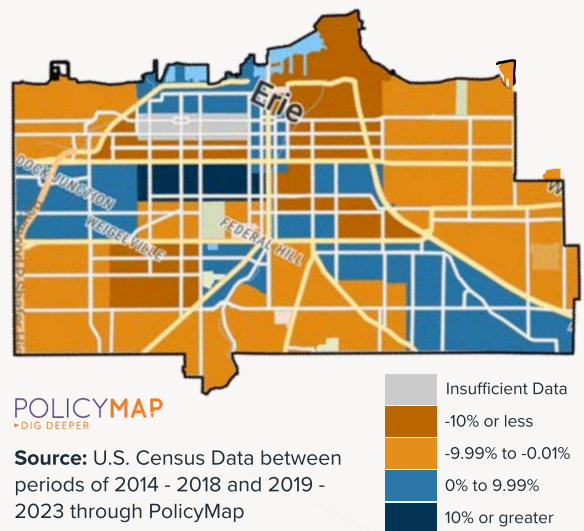 Erie
DOCK JUNCTION
WEIGELVILLE
FEDERAL HILL
W
POLICYMAP
▸DIG DEEPER
Source: U.S. Census Data between
periods of 2014 - 2018 and 2019 -
2023 through PolicyMap
Insufficient Data
-10% or less
-9.99% to -0.01%
0% to 9.99%
10% or greater